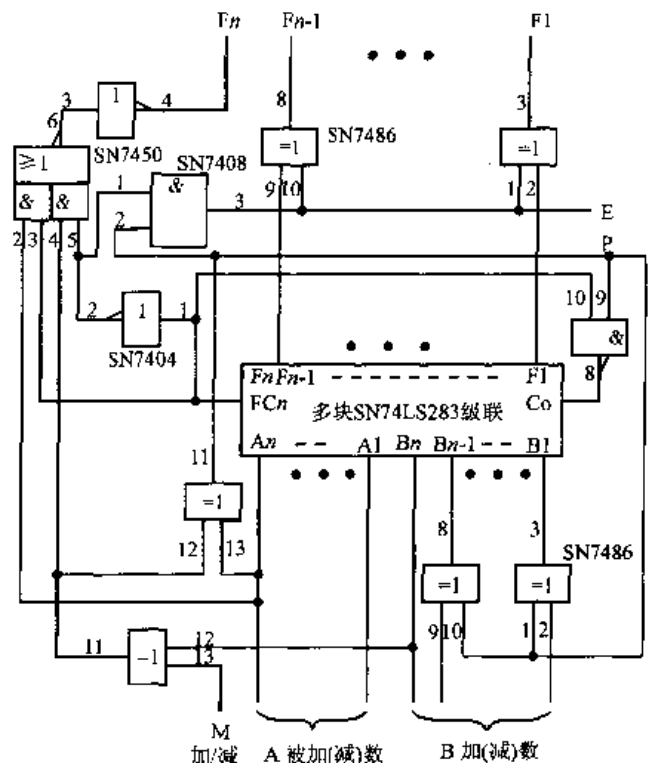 Fn Fn-1 F1
3 1 4
6
8 3
≥1 SN7450
=1 SN7486 =1
& &
SN7408
1 & 3
2
9 10 1 2
E
P
2 3 4 5
2 1 1
SN7404
10 9
&
8
Fn Fn-1 F1
FCn 多块SN74LS283级联 Co
An A1 Bn Bn-1 B1
11
=1
12 13
8 3
SN7486
=1 =1
9 10 1 2
11 =1 12
13
M
加/减 A 被加(减)数 B 加(减)数